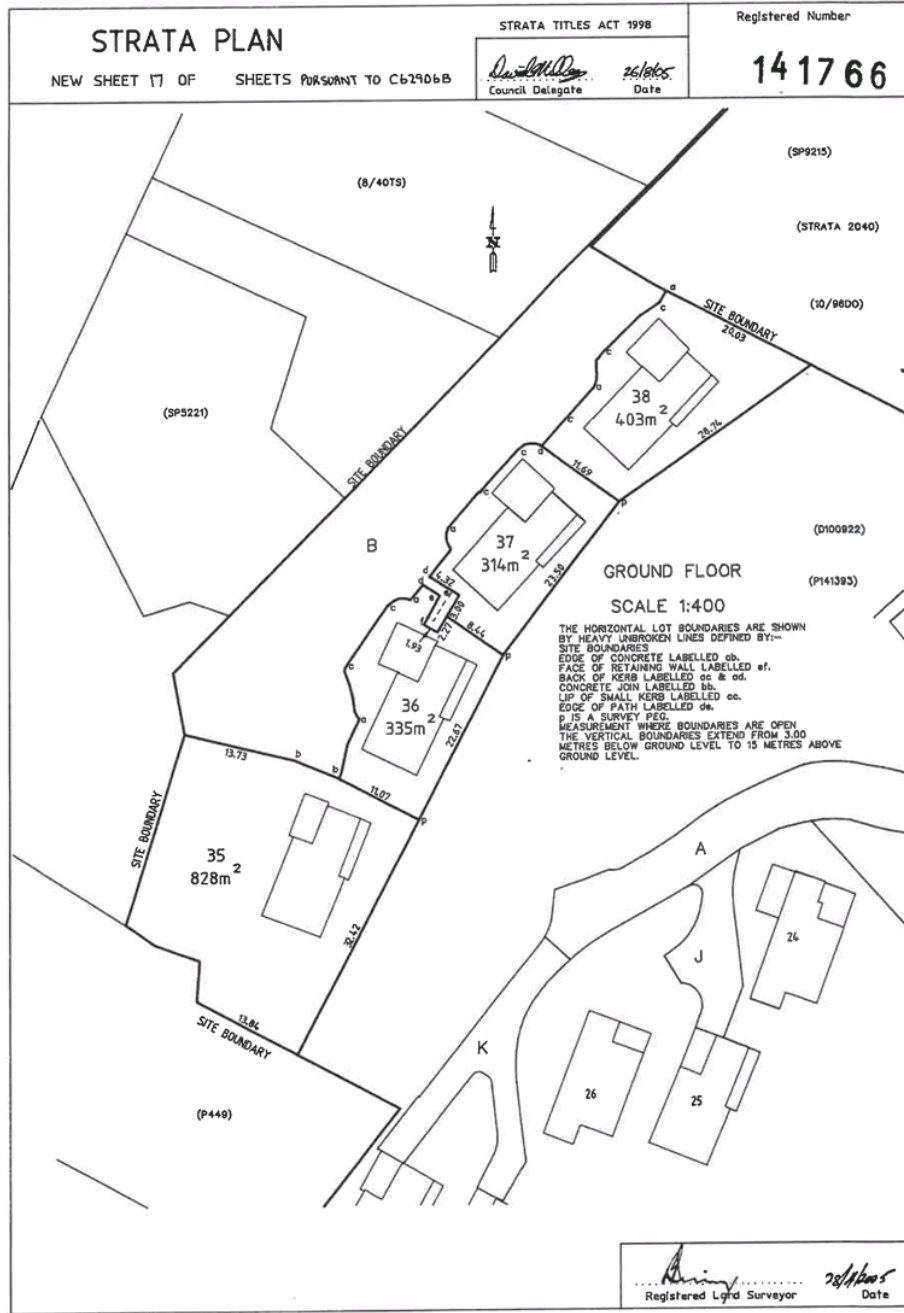 STRATA PLAN
NEW SHEET 17 OF SHEETS PURSUANT TO C629068
STRATA TITLES ACT 1998
26/8/05
Council Delegate Date
Registered Number
141766
(SP9215)
(8/40TS)
(STRATA 2040)
N
(10/98DO)
a
SITE BOUNDARY
20.03
c
c
38
403m²
a
(SP5221)
c
28.74
SITE BOUNDARY
c a
11.69
c
p
37
314m²
a
(D100922)
B
23.50
GROUND FLOOR
(P141393)
d
4.32
d
e
3.00
SCALE 1:400
c a
f
2.27
8.44
1.93
p
THE HORIZONTAL LOT BOUNDARIES ARE SHOWN
BY HEAVY UNBROKEN LINES DEFINED BY:-
SITE BOUNDARIES
EDGE OF CONCRETE LABELLED ab.
FACE OF RETAINING WALL LABELLED ef.
BACK OF KERB LABELLED ac & ad.
CONCRETE JOIN LABELLED bb.
LIP OF SMALL KERB LABELLED cc.
EDGE OF PATH LABELLED de.
p IS A SURVEY PEG.
MEASUREMENT WHERE BOUNDARIES ARE OPEN
THE VERTICAL BOUNDARIES EXTEND FROM 3.00
METRES BELOW GROUND LEVEL TO 15 METRES ABOVE
GROUND LEVEL.
c
36
335m²
a
22.67
13.73
b
b
11.07
p
SITE BOUNDARY
35
828m²
A
32.42
24
J
13.84
SITE BOUNDARY
K
26
25
(P449)
Registered Land Surveyor Date